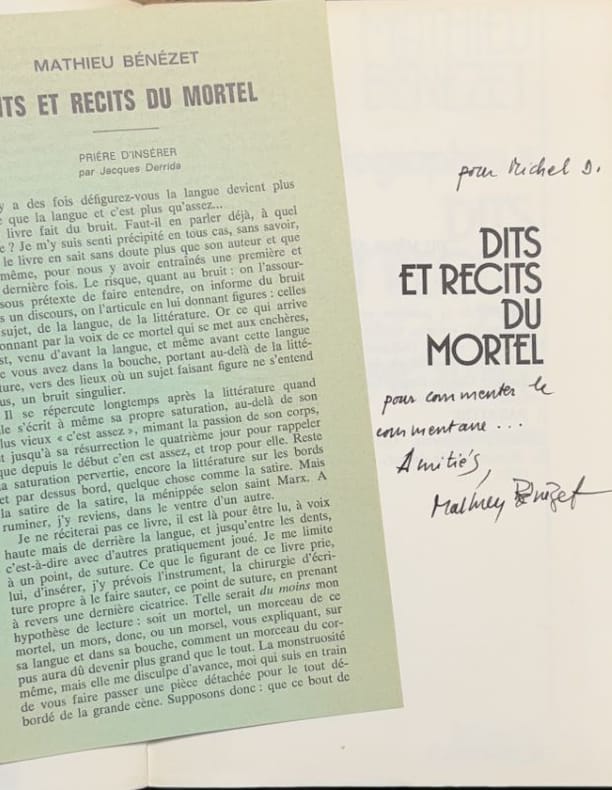 MATHIEU BÉNÉZET
ITS ET RECITS DU MORTEL
PRIÈRE D'INSÉRER
par Jacques Derrida
y a des fois défigurez-vous la langue devient plus
que la langue et c'est plus qu'assez...
livre fait du bruit. Faut-il en parler déjà, à quel
e ? Je m'y suis senti précipité en tous cas, sans savoir,
le livre en sait sans doute plus que son auteur et que
même, pour nous y avoir entraînés une première et
dernière fois. Le risque, quant au bruit : on l'assour-
sous prétexte de faire entendre, on informe du bruit
s un discours, on l'articule en lui donnant figure : celles
sujet, de la langue, de la littérature. Or ce qui arrive
onnant par la voix de ce mortel qui se met aux enchères,
st, venu d'avant la langue, et même avant cette langue
e vous avez dans la bouche, portant au-delà de la litté-
ture, vers des lieux où un sujet faisant figure ne s'entend
us, un bruit singulier.
Il se répercute longtemps après la littérature quand
le s'écrit à même sa propre saturation, au-delà de son
lus vieux « c'est assez », mimant la passion de son corps,
t jusqu'à sa résurrection le quatrième jour pour rappeler
que depuis le début c'en est assez, et trop pour elle. Reste
la saturation pervertie, encore la littérature sur les bords
et par dessus bord, quelque chose comme la satire. Mais
la satire de la satire, la ménippée selon saint Marx. A
ruminer, j'y reviens, dans le ventre d'un autre.
Je ne réciterai pas ce livre, il est là pour être lu, à voix
haute mais de derrière la langue, et jusqu'entre les dents,
c'est-à-dire avec d'autres pratiquement joué. Je me limite
à un point, de suture. Ce que le figurant de ce livre prie,
lui, d'insérer, j'y prévois l'instrument, la chirurgie d'écri-
ture propre à le faire sauter, ce point de suture, en prenant
à revers une dernière cicatrice. Telle serait du moins mon
hypothèse de lecture : soit un mortel, un morceau de ce
mortel, un mors, donc, ou un morsel, vous expliquant, sur
sa langue et dans sa bouche, comment un morceau du cor-
pus aura dû devenir plus grand que le tout. La monstruosité
même, mais elle me disculpe d'avance, moi qui suis en train
de vous faire passer une pièce détachée pour le tout dé-
bordé de la grande cène. Supposons donc : que ce bout de
pour Michel D.
DITS
ET RECITS
DU
MORTEL
pour commenter le
commentaire...
Amitiés,
Mathieu Bénézet